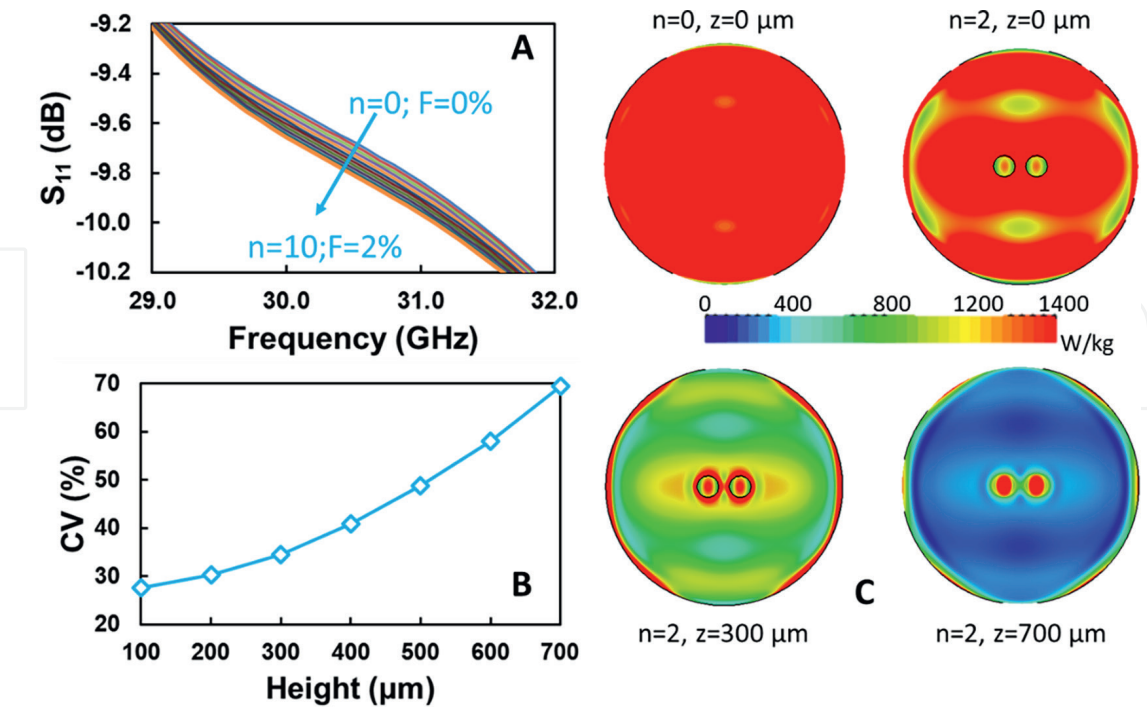 A
S₁₁ (dB)
-9.2
-9.4
-9.6
-9.8
-10.0
-10.2
n=0; F=0%
n=10;F=2%
29.0 30.0 31.0 32.0
Frequency (GHz)
B
CV (%)
70
60
50
40
30
20
100 200 300 400 500 600 700
Height (μm)
n=0, z=0 μm
n=2, z=0 μm
0 400 800 1200 1400
W/kg
C
n=2, z=300 μm
n=2, z=700 μm